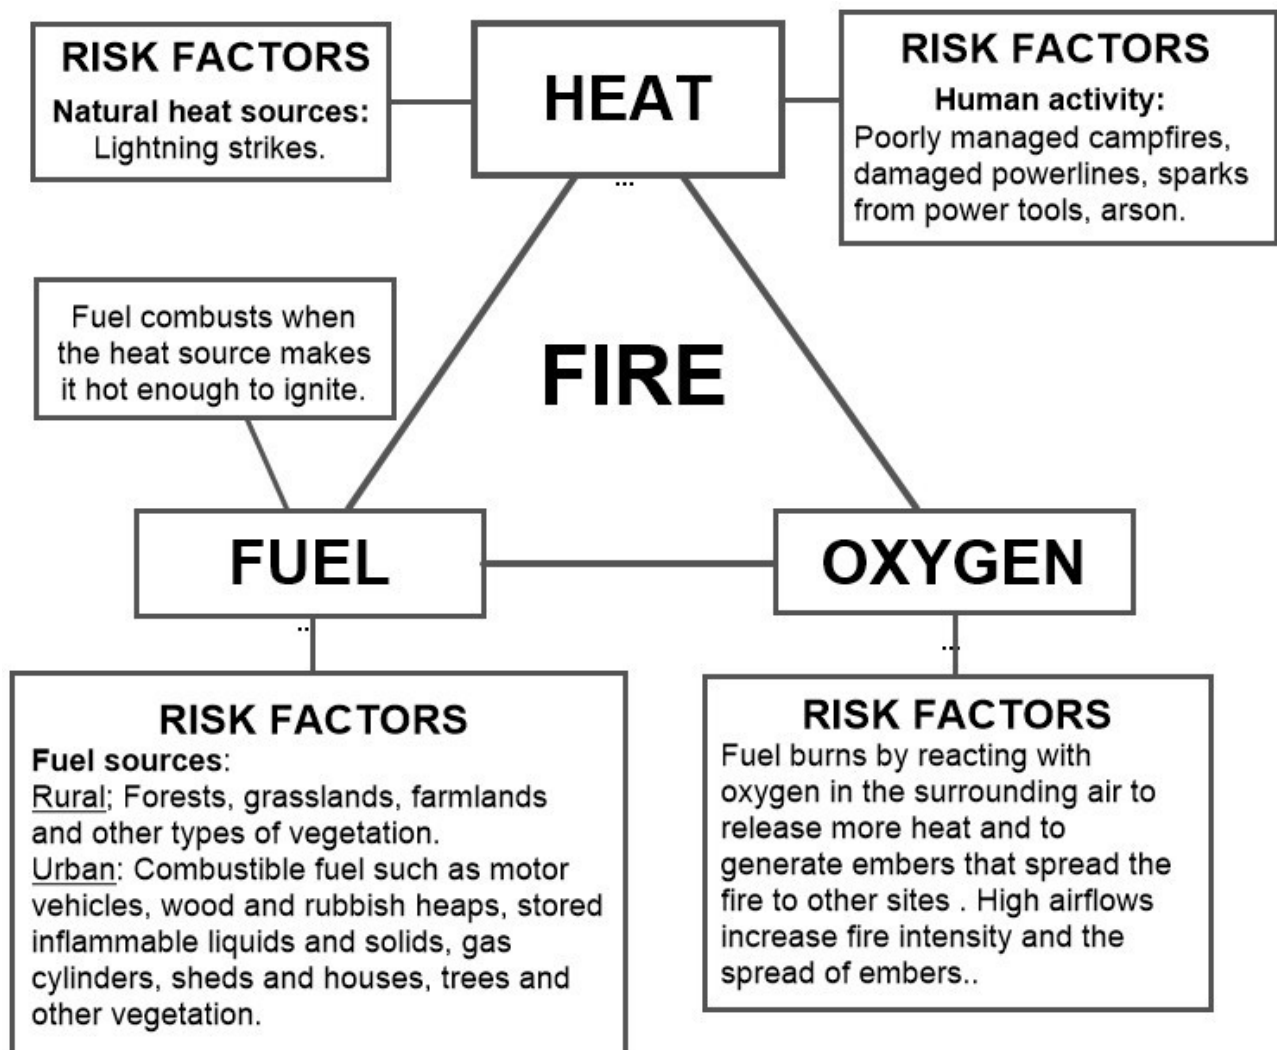 RISK FACTORS
Natural heat sources:
Lightning strikes.
HEAT
...
RISK FACTORS
Human activity:
Poorly managed campfires,
damaged powerlines, sparks
from power tools, arson.
Fuel combusts when
the heat source makes
it hot enough to ignite.
FIRE
FUEL
..
OXYGEN
...
RISK FACTORS
Fuel sources:
Rural; Forests, grasslands, farmlands
and other types of vegetation.
Urban: Combustible fuel such as motor
vehicles, wood and rubbish heaps, stored
inflammable liquids and solids, gas
cylinders, sheds and houses, trees and
other vegetation.
RISK FACTORS
Fuel burns by reacting with
oxygen in the surrounding air to
release more heat and to
generate embers that spread the
fire to other sites . High airflows
increase fire intensity and the
spread of embers..